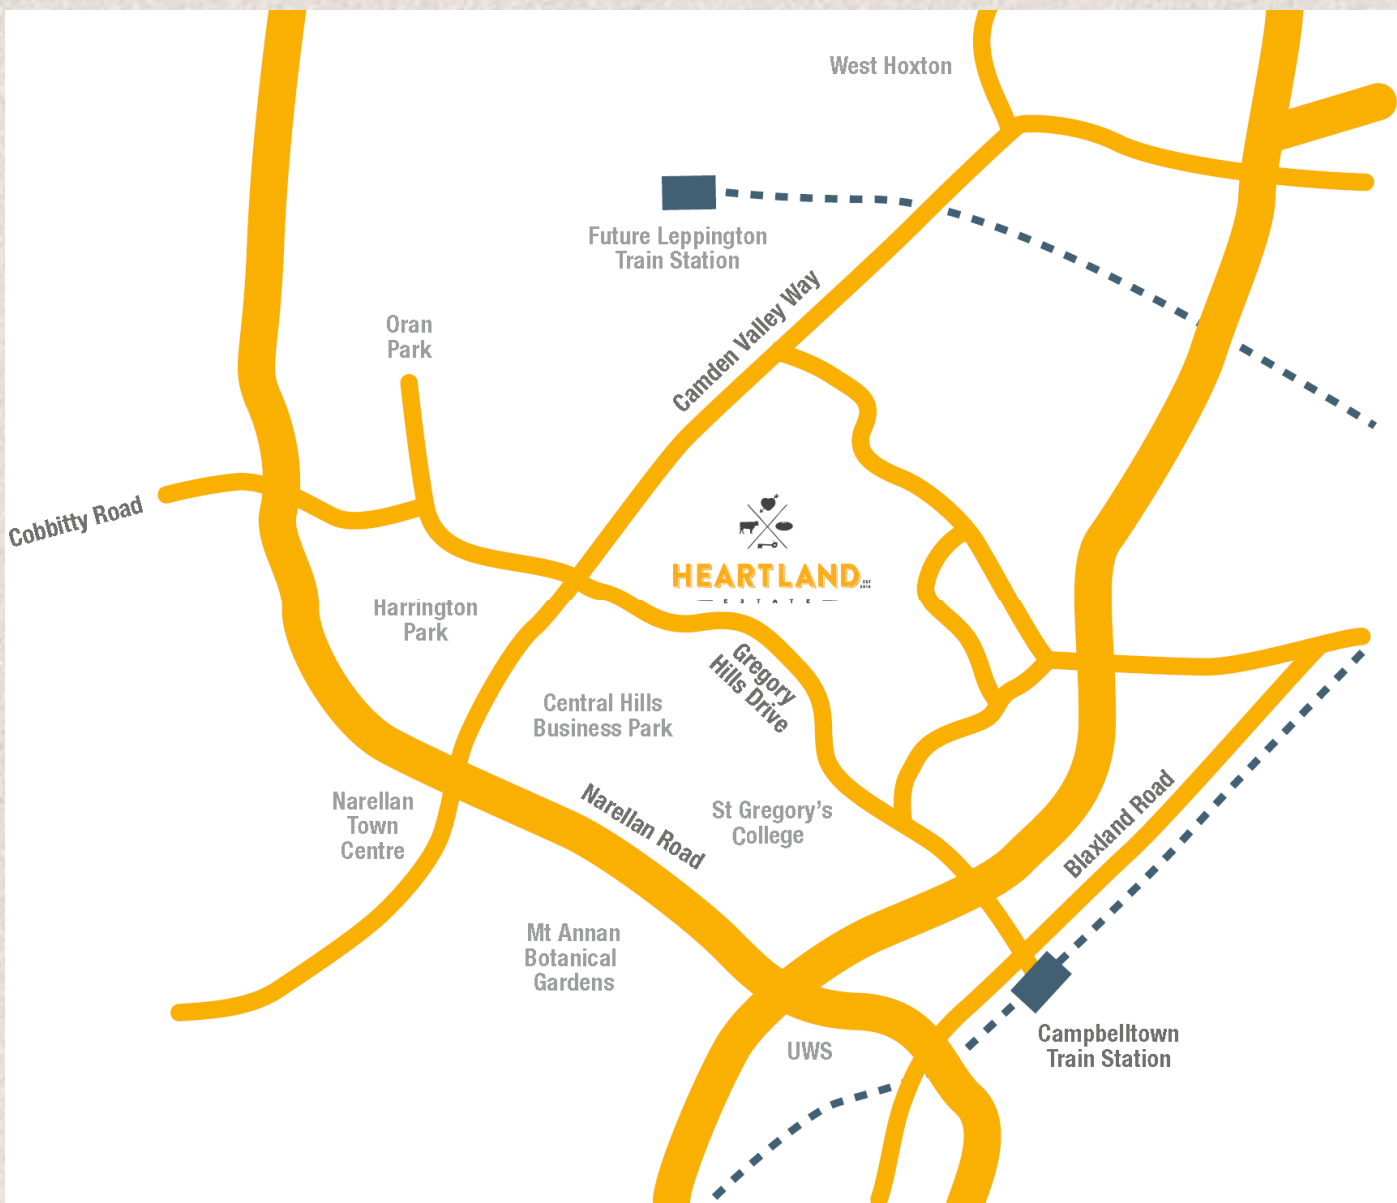 West Hoxton
Future Leppington
Train Station
Camden Valley Way
Oran
Park
Cobbitty Road
HEARTLAND
ESTATE
Harrington
Park
Gregory
Hills Drive
Central Hills
Business Park
Narellan
Town
Centre
Narellan Road
St Gregory's
College
Blaxland Road
Mt Annan
Botanical
Gardens
UWS
Campbelltown
Train Station